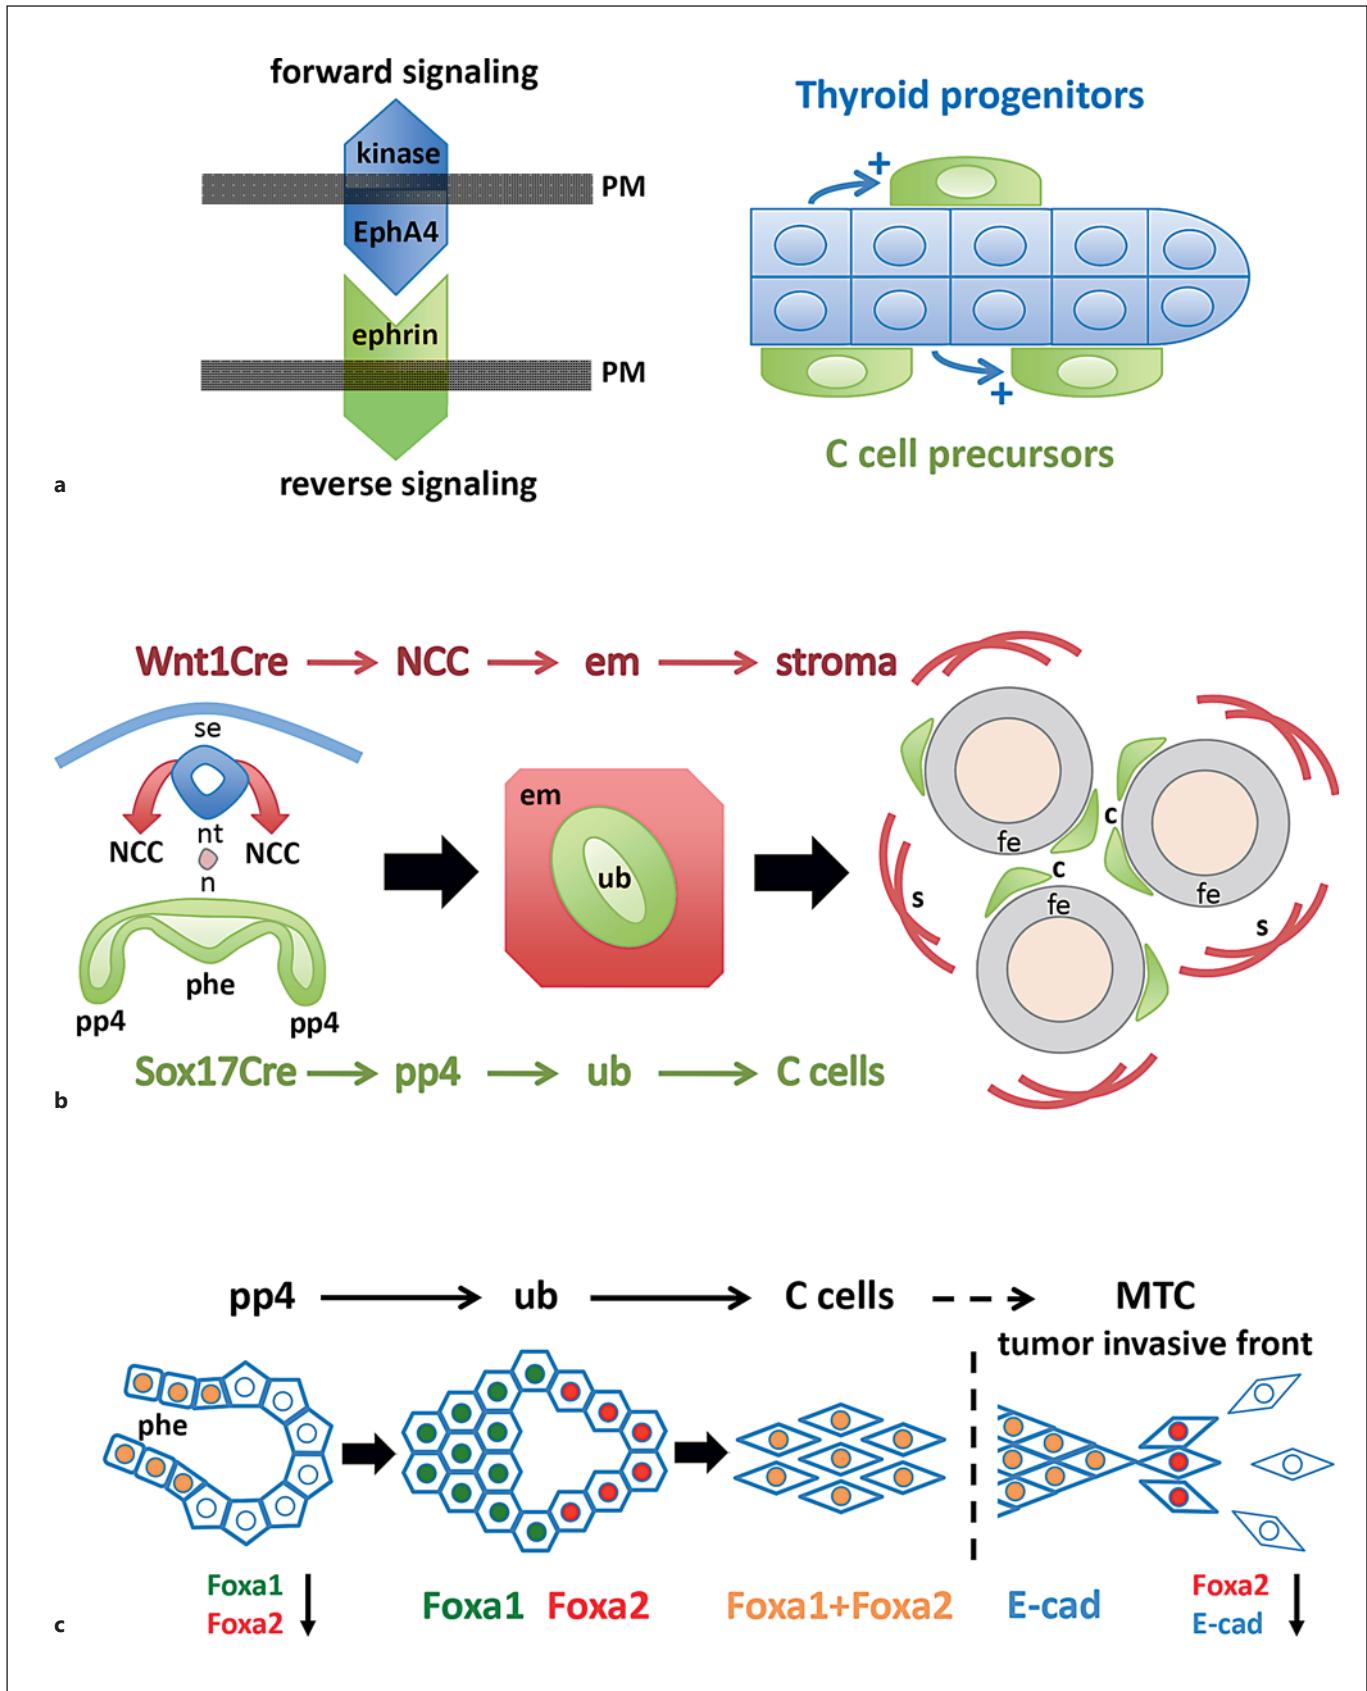 forward signaling
kinase
PM
EphA4
ephrin
PM
reverse signaling
Thyroid progenitors
+
+
C cell precursors
a
Wnt1Cre NCC em stroma
se
nt
NCC NCC
n
phe
pp4 pp4
em
ub
fe
c
fe
c
fe
s
s
Sox17Cre pp4 ub C cells
b
pp4 ub C cells MTC
tumor invasive front
phe
Foxa1
Foxa2
Foxa1 Foxa2 Foxa1+Foxa2 E-cad
Foxa2
E-cad
c